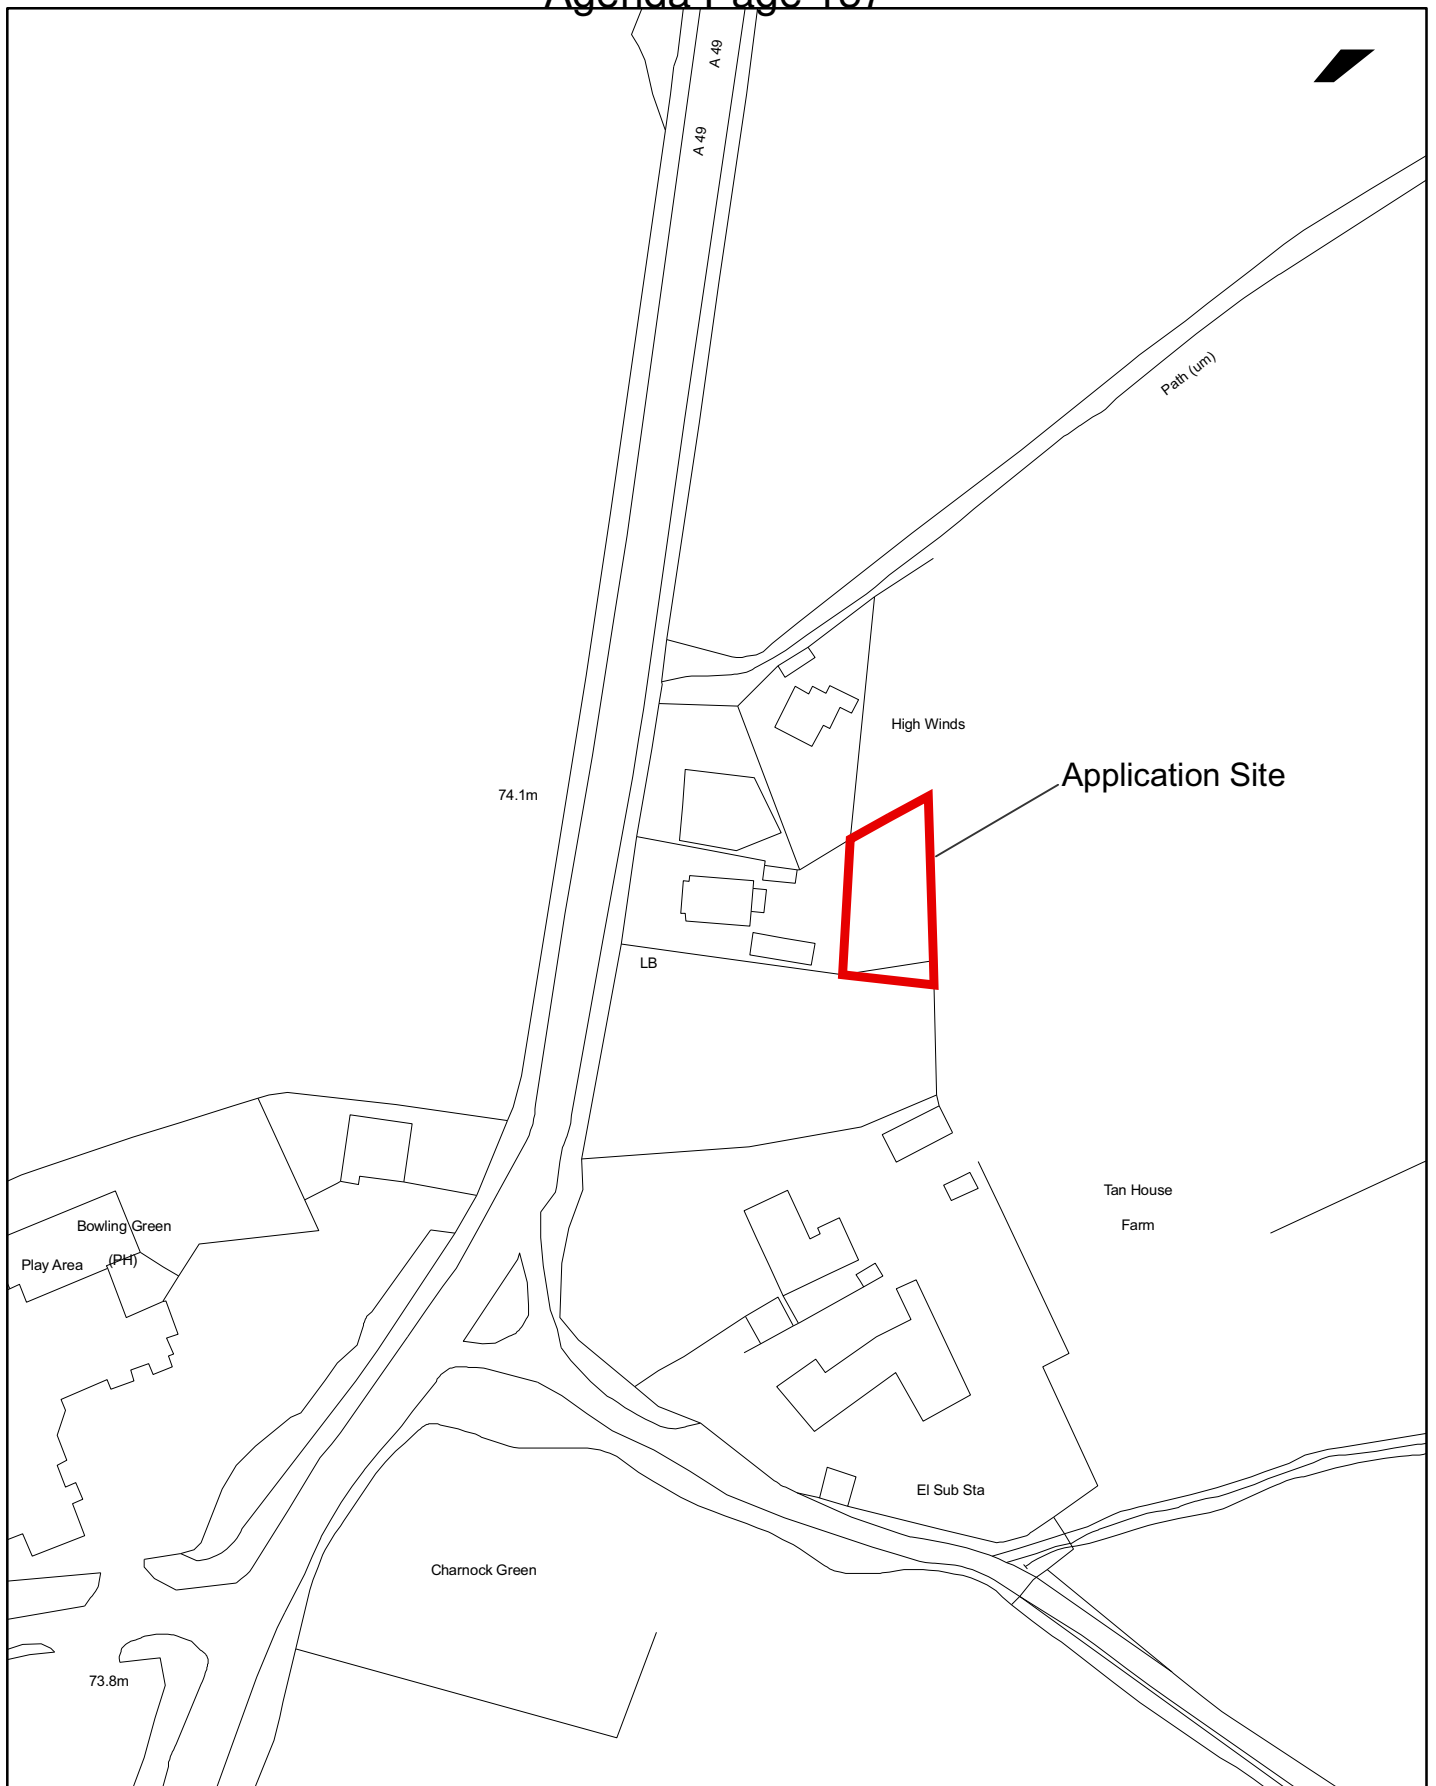 A 49
A 49
Path (um)
High Winds
Application Site
74.1m
LB
Tan House
Farm
Bowling Green
(PH)
Play Area
El Sub Sta
Charnock Green
73.8m